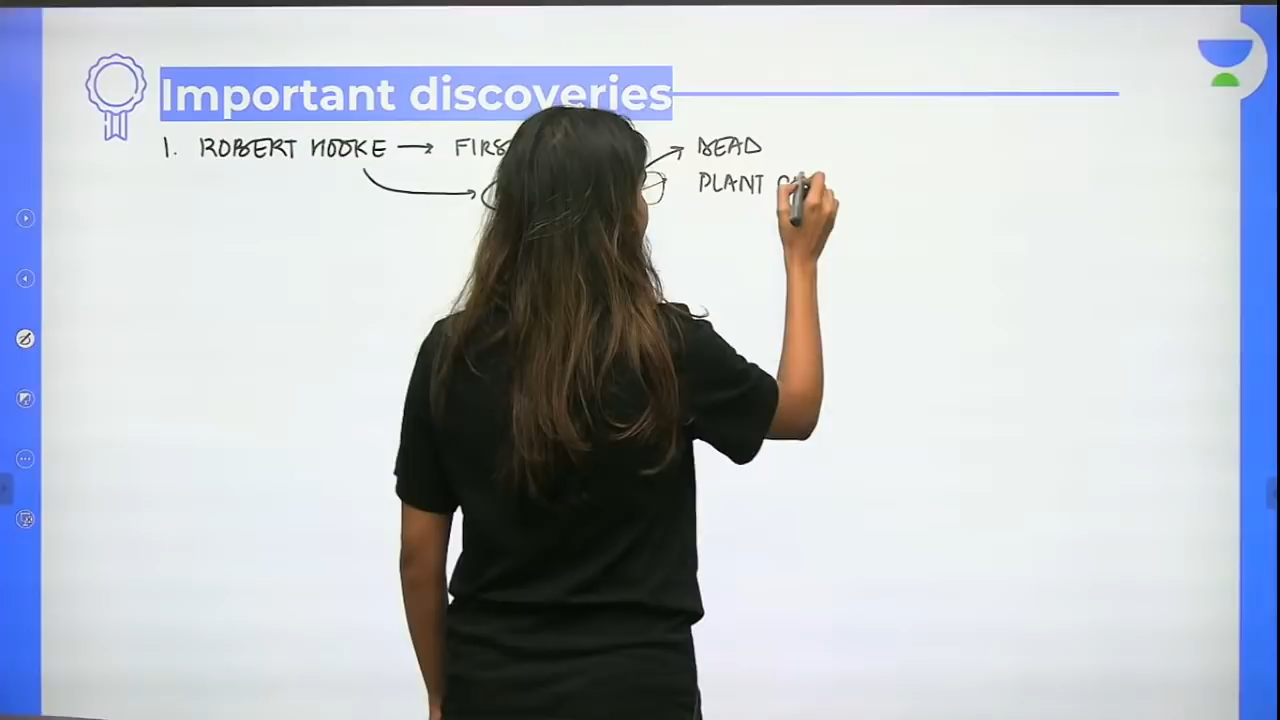 Important discoveries
1. ROBERT HOOKE → FIRS → DEAD
PLANT